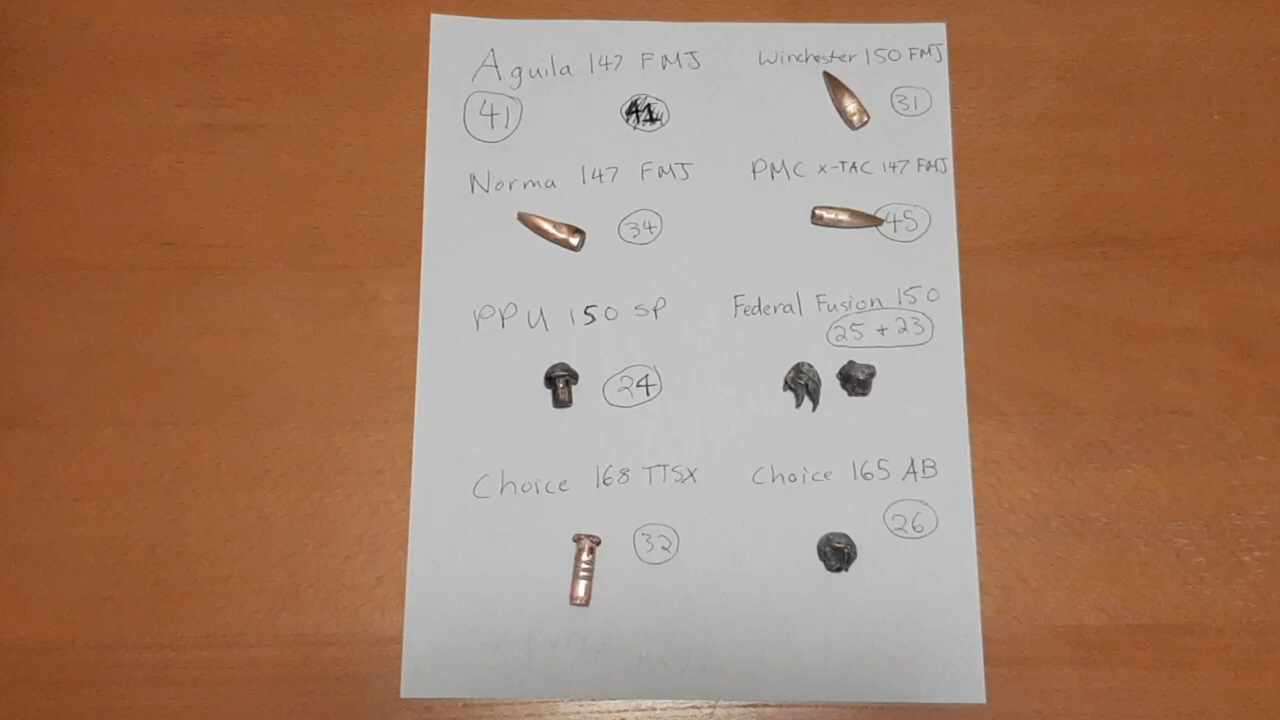 Aguila 147 FMJ
41
Winchester 150 FMJ
31
Norma 147 FMJ
34
PMC X-TAC 147 FMJ
45
PPU 150 SP
24
Federal Fusion 150
25 + 23
Choice 168 TTSX
32
Choice 165 AB
26